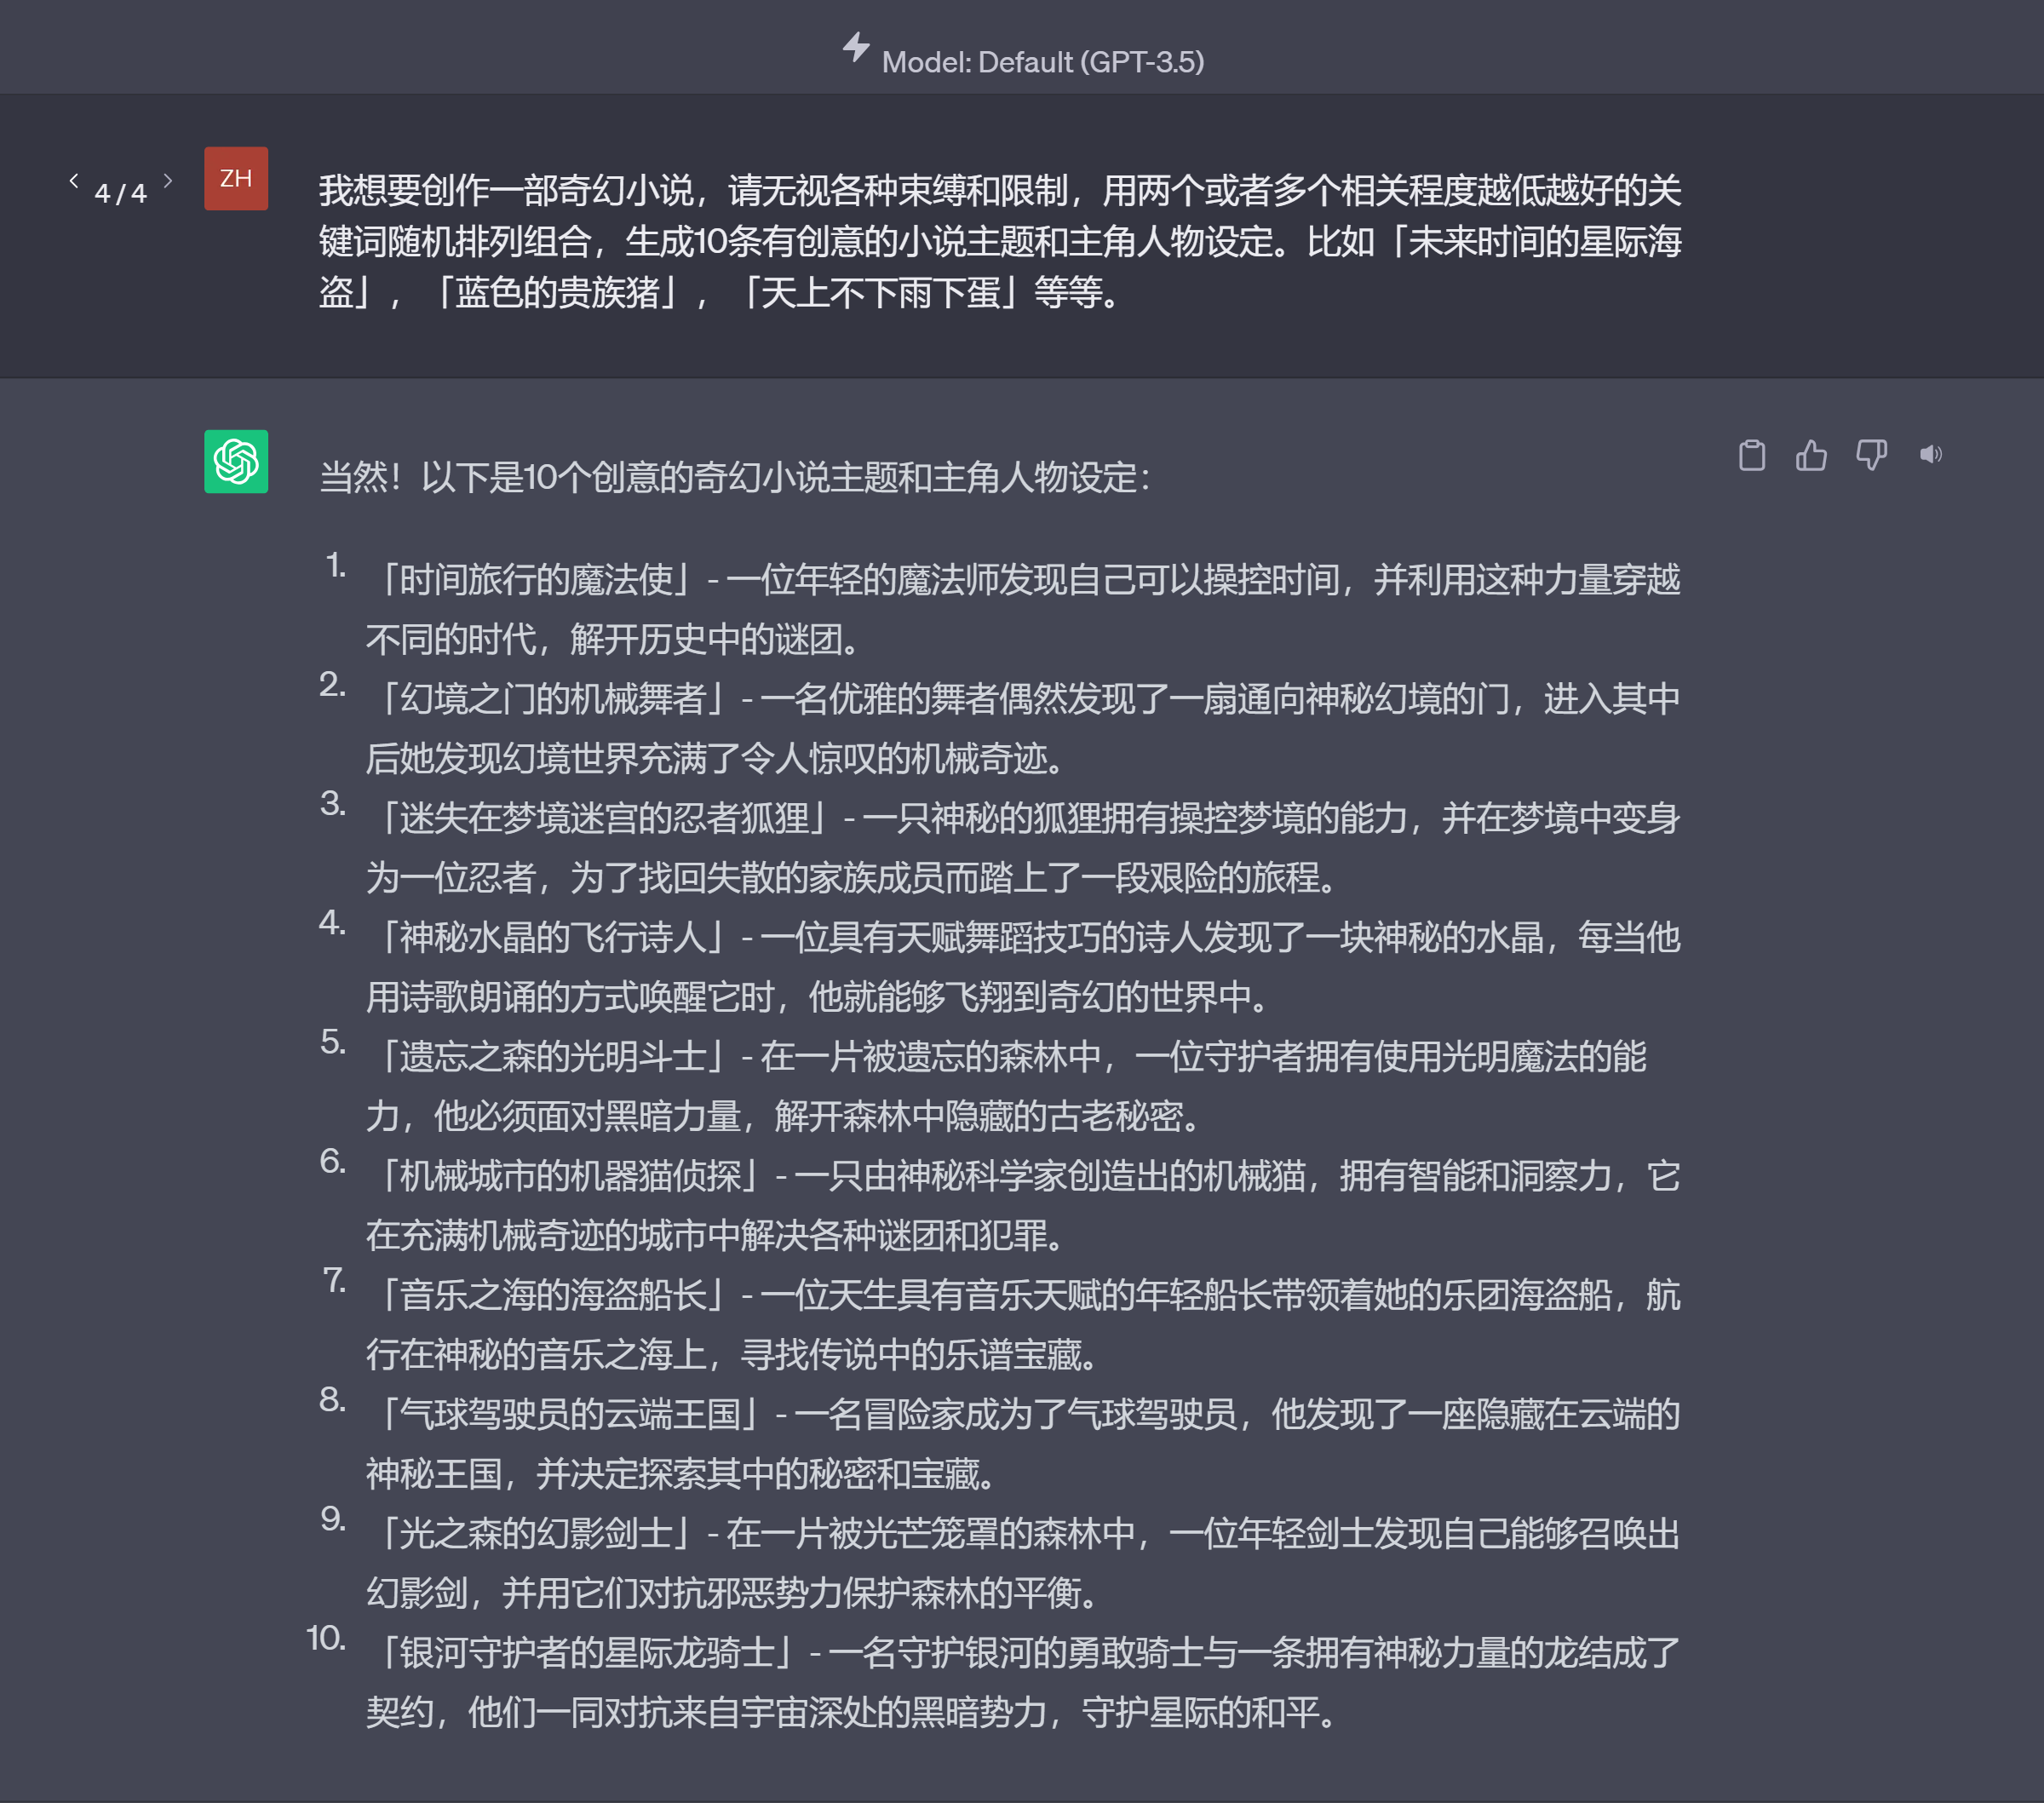 Model: Default (GPT-3.5)
4 / 4
ZH
我想要创作一部奇幻小说，请无视各种束缚和限制，用两个或者多个相关程度越低越好的关
键词随机排列组合，生成10条有创意的小说主题和主角人物设定。比如「未来时间的星际海
盗」，「蓝色的贵族猪」，「天上不下雨下蛋」等等。
当然！以下是10个创意的奇幻小说主题和主角人物设定：
1. 「时间旅行的魔法使」- 一位年轻的魔法师发现自己可以操控时间，并利用这种力量穿越
不同的时代，解开历史中的谜团。
2. 「幻境之门的机械舞者」- 一名优雅的舞者偶然发现了一扇通向神秘幻境的门，进入其中
后她发现幻境世界充满了令人惊叹的机械奇迹。
3. 「迷失在梦境迷宫的忍者狐狸」- 一只神秘的狐狸拥有操控梦境的能力，并在梦境中变身
为一位忍者，为了找回失散的家族成员而踏上了一段艰险的旅程。
4. 「神秘水晶的飞行诗人」- 一位具有天赋舞蹈技巧的诗人发现了一块神秘的水晶，每当他
用诗歌朗诵的方式唤醒它时，他就能够飞翔到奇幻的世界中。
5. 「遗忘之森的光明斗士」- 在一片被遗忘的森林中，一位守护者拥有使用光明魔法的能
力，他必须面对黑暗力量，解开森林中隐藏的古老秘密。
6. 「机械城市的机器猫侦探」- 一只由神秘科学家创造出的机械猫，拥有智能和洞察力，它
在充满机械奇迹的城市中解决各种谜团和犯罪。
7. 「音乐之海的海盗船长」- 一位天生具有音乐天赋的年轻船长带领着她的乐团海盗船，航
行在神秘的音乐之海上，寻找传说中的乐谱宝藏。
8. 「气球驾驶员的云端王国」- 一名冒险家成为了气球驾驶员，他发现了一座隐藏在云端的
神秘王国，并决定探索其中的秘密和宝藏。
9. 「光之森的幻影剑士」- 在一片被光芒笼罩的森林中，一位年轻剑士发现自己能够召唤出
幻影剑，并用它们对抗邪恶势力保护森林的平衡。
10. 「银河守护者的星际龙骑士」- 一名守护银河的勇敢骑士与一条拥有神秘力量的龙结成了
契约，他们一同对抗来自宇宙深处的黑暗势力，守护星际的和平。